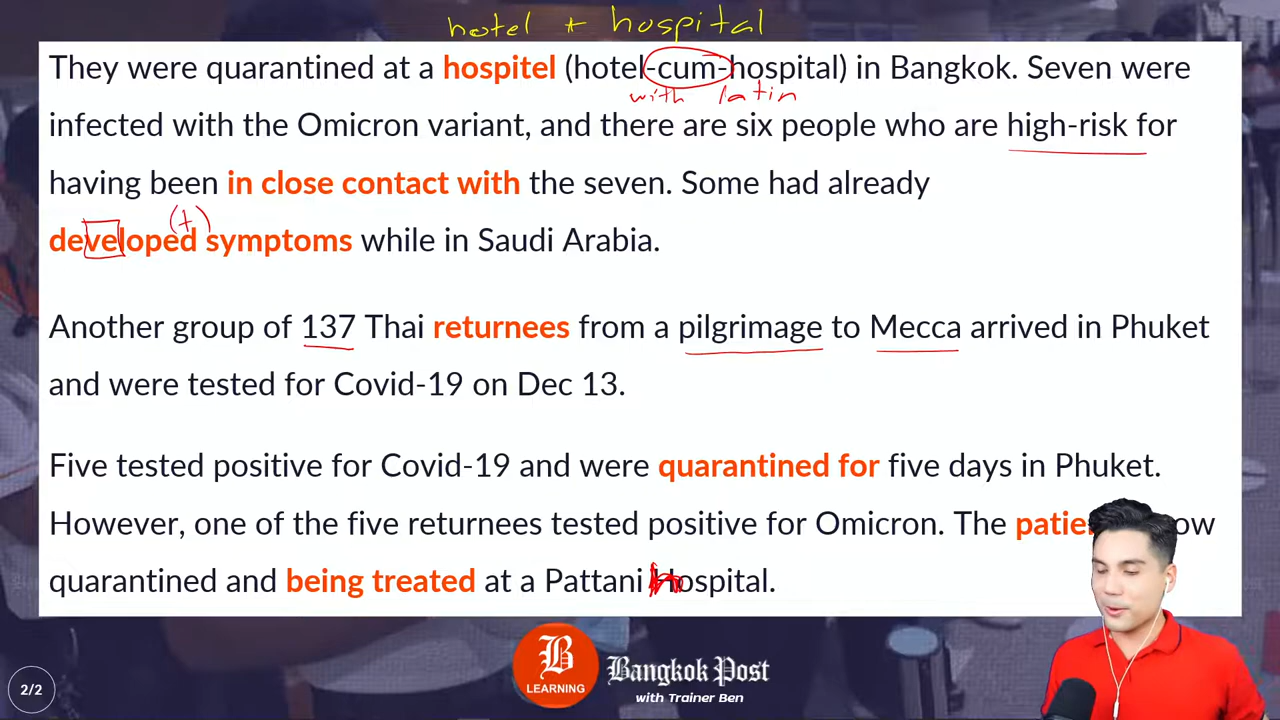 hotel + hospital
They were quarantined at a hospitel (hotel-cum-hospital) in Bangkok. Seven were
with latin
infected with the Omicron variant, and there are six people who are high-risk for
having been in close contact with the seven. Some had already
(t)
developed symptoms while in Saudi Arabia.
Another group of 137 Thai returnees from a pilgrimage to Mecca arrived in Phuket
and were tested for Covid-19 on Dec 13.
Five tested positive for Covid-19 and were quarantined for five days in Phuket.
However, one of the five returnees tested positive for Omicron. The
quarantined and being treated at a Pattani hospital.
B
LEARNING
Bangkok Post
with Trainer Ben
2/2